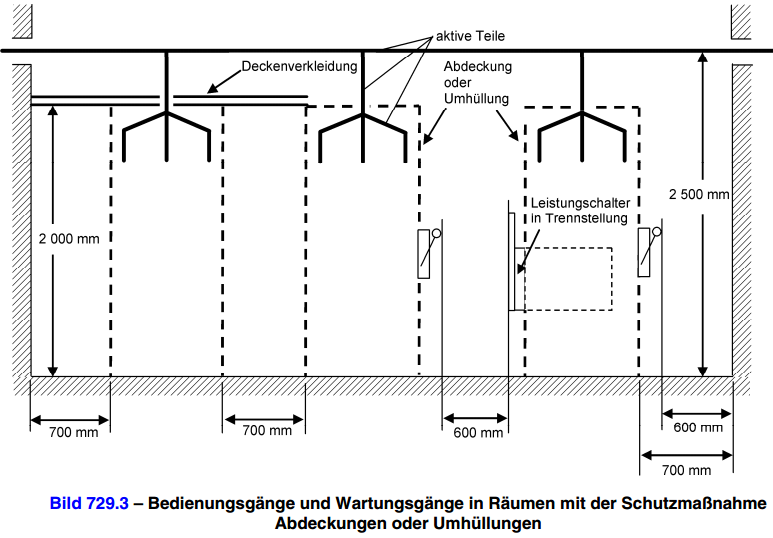 aktive Teile
Deckenverkleidung
Abdeckung
oder
Umhüllung
2 500 mm
Leistungschalter
in Trennstellung
2 000 mm
700 mm
700 mm
600 mm
600 mm
700 mm
Bild 729.3 – Bedienungsgänge und Wartungsgänge in Räumen mit der Schutzmaßnahme
Abdeckungen oder Umhüllungen